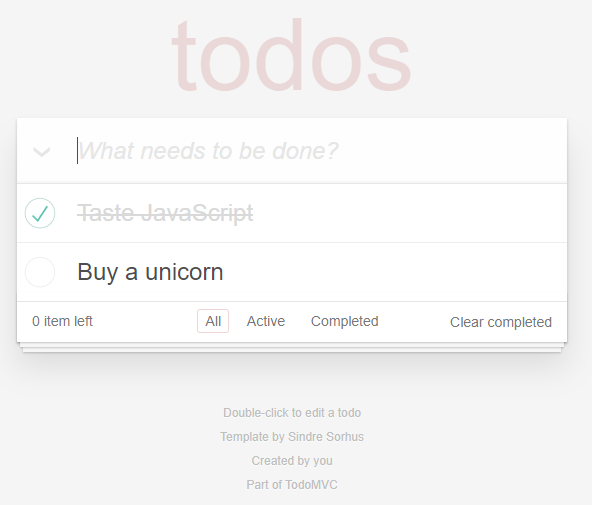 todos
What needs to be done?
Taste JavaScript
Buy a unicorn
0 item left All Active Completed Clear completed
Double-click to edit a todo
Template by Sindre Sorhus
Created by you
Part of TodoMVC